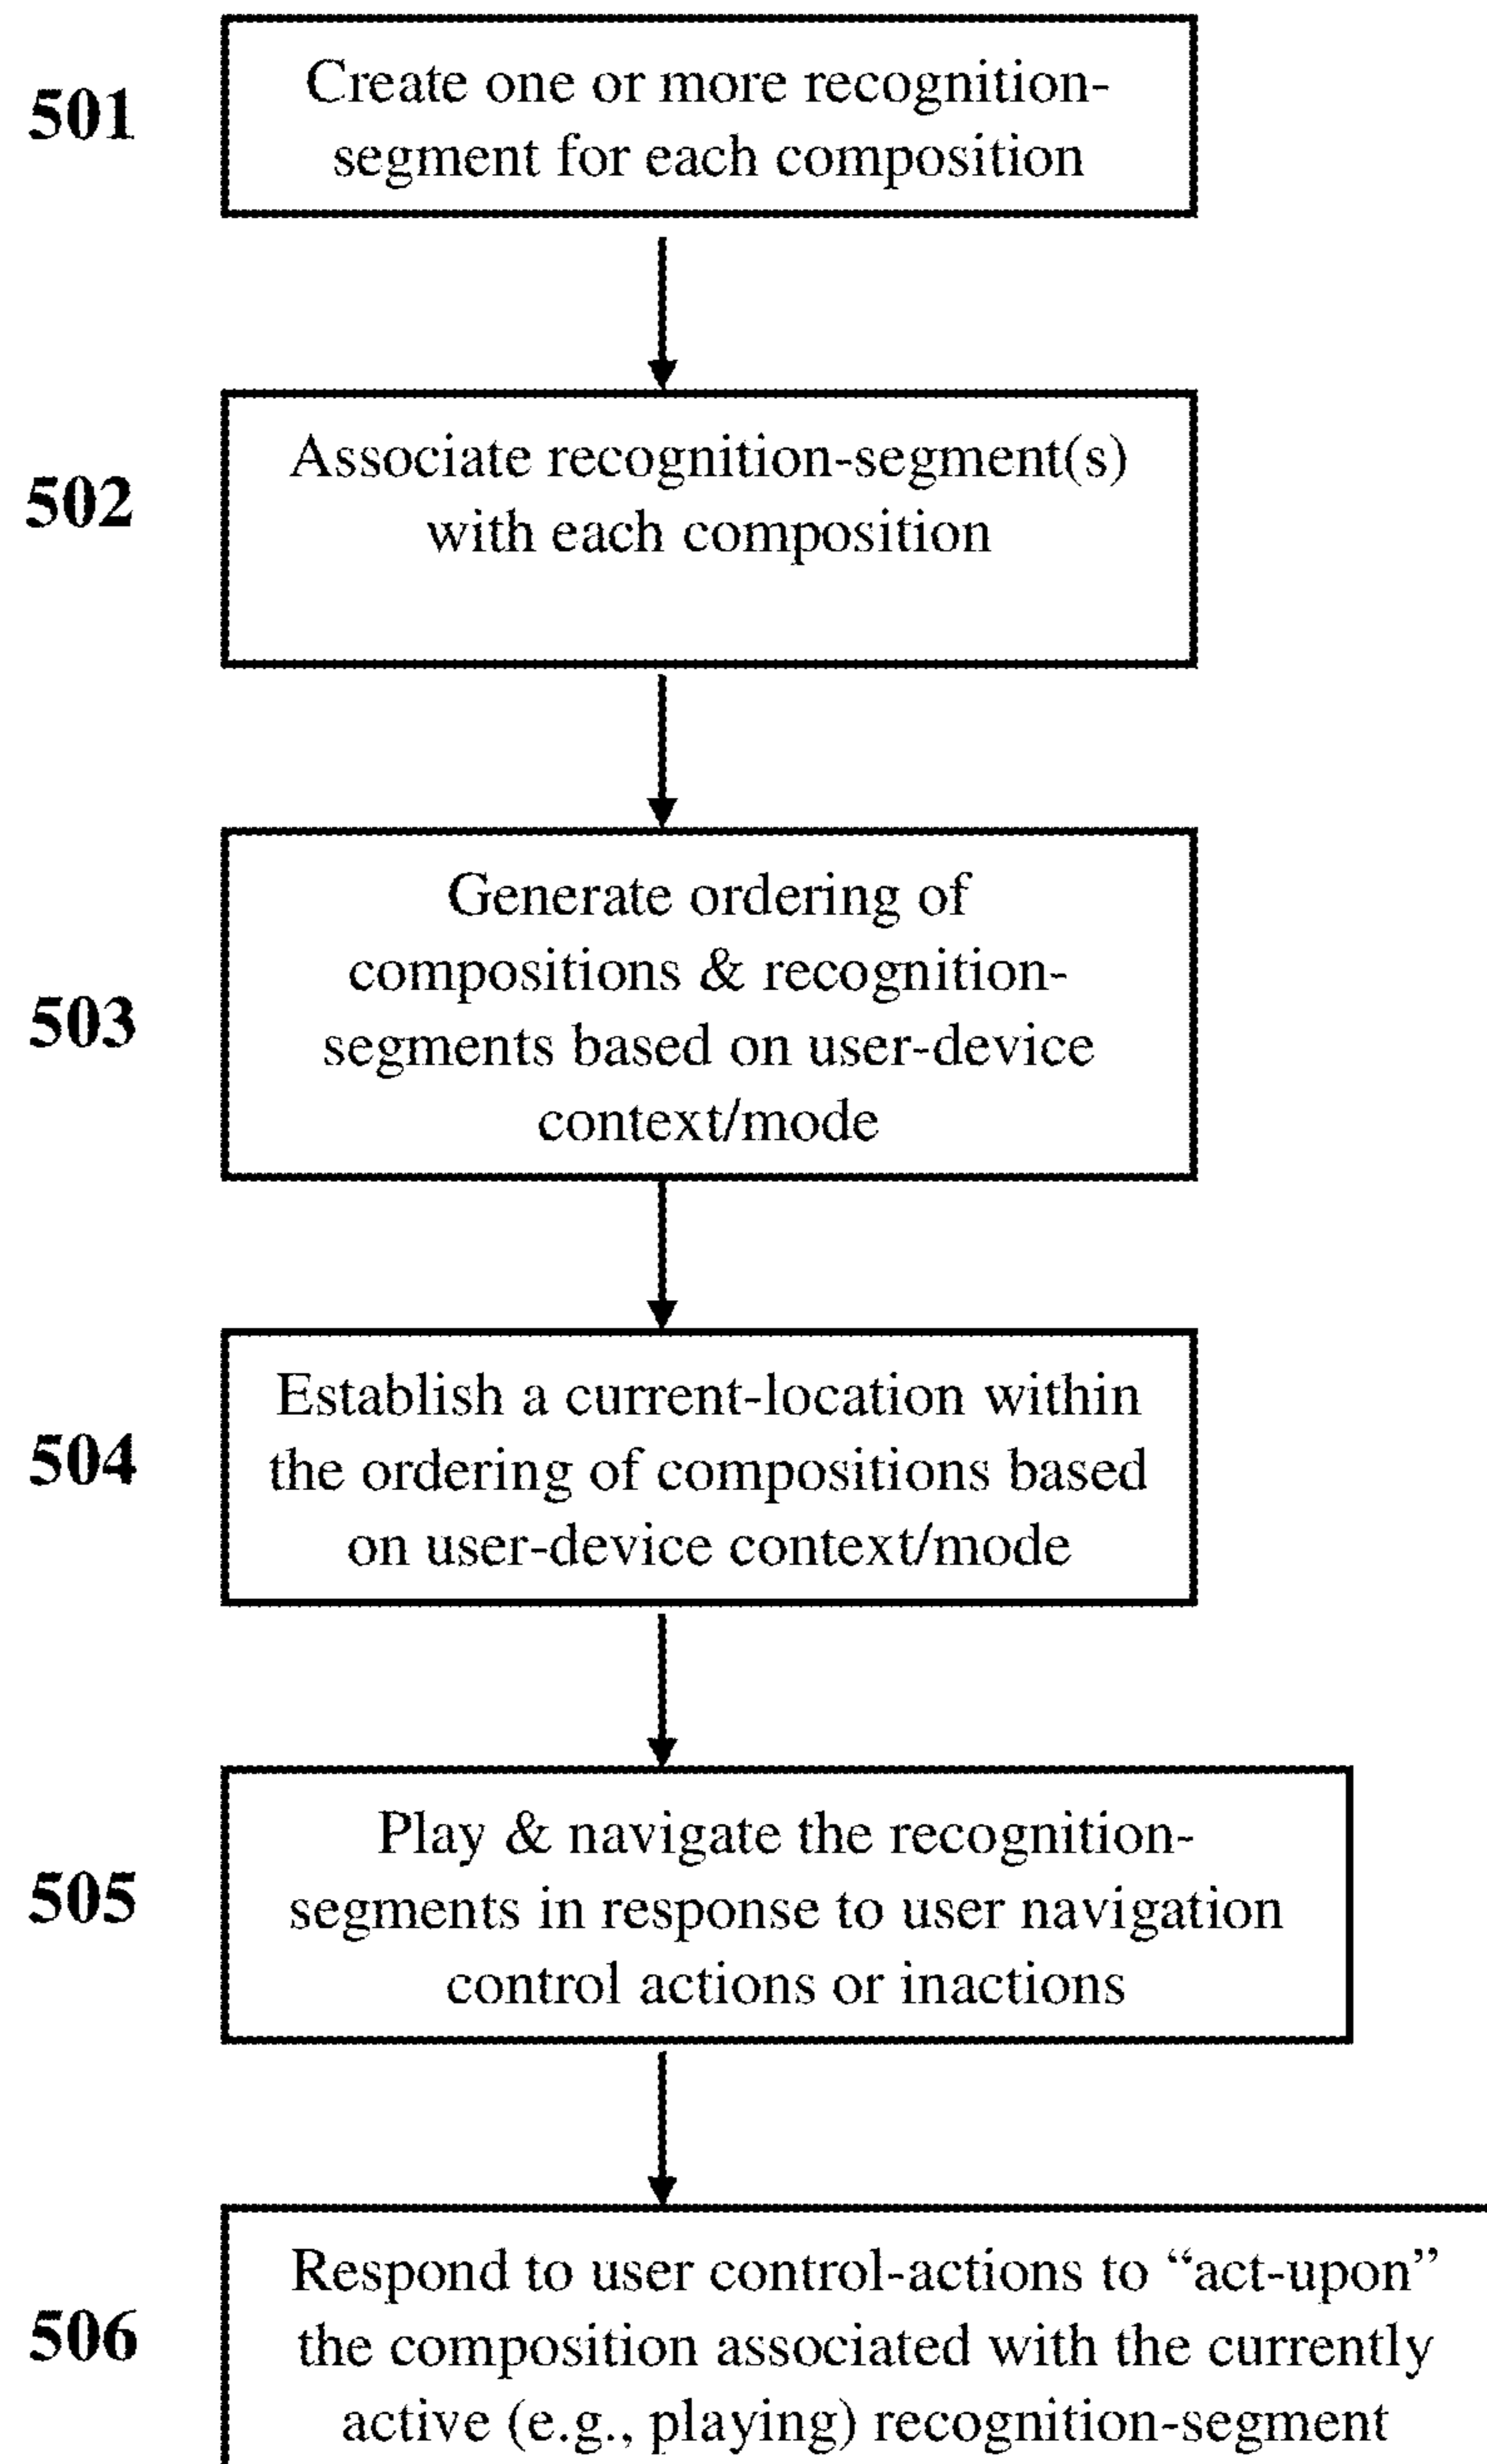 501
Create one or more recognition-
segment for each composition
502
Associate recognition-segment(s)
with each composition
503
Generate ordering of
compositions & recognition-
segments based on user-device
context/mode
504
Establish a current-location within
the ordering of compositions based
on user-device context/mode
505
Play & navigate the recognition-
segments in response to user navigation
control actions or inactions
506
Respond to user control-actions to “act-upon”
the composition associated with the currently
active (e.g., playing) recognition-segment